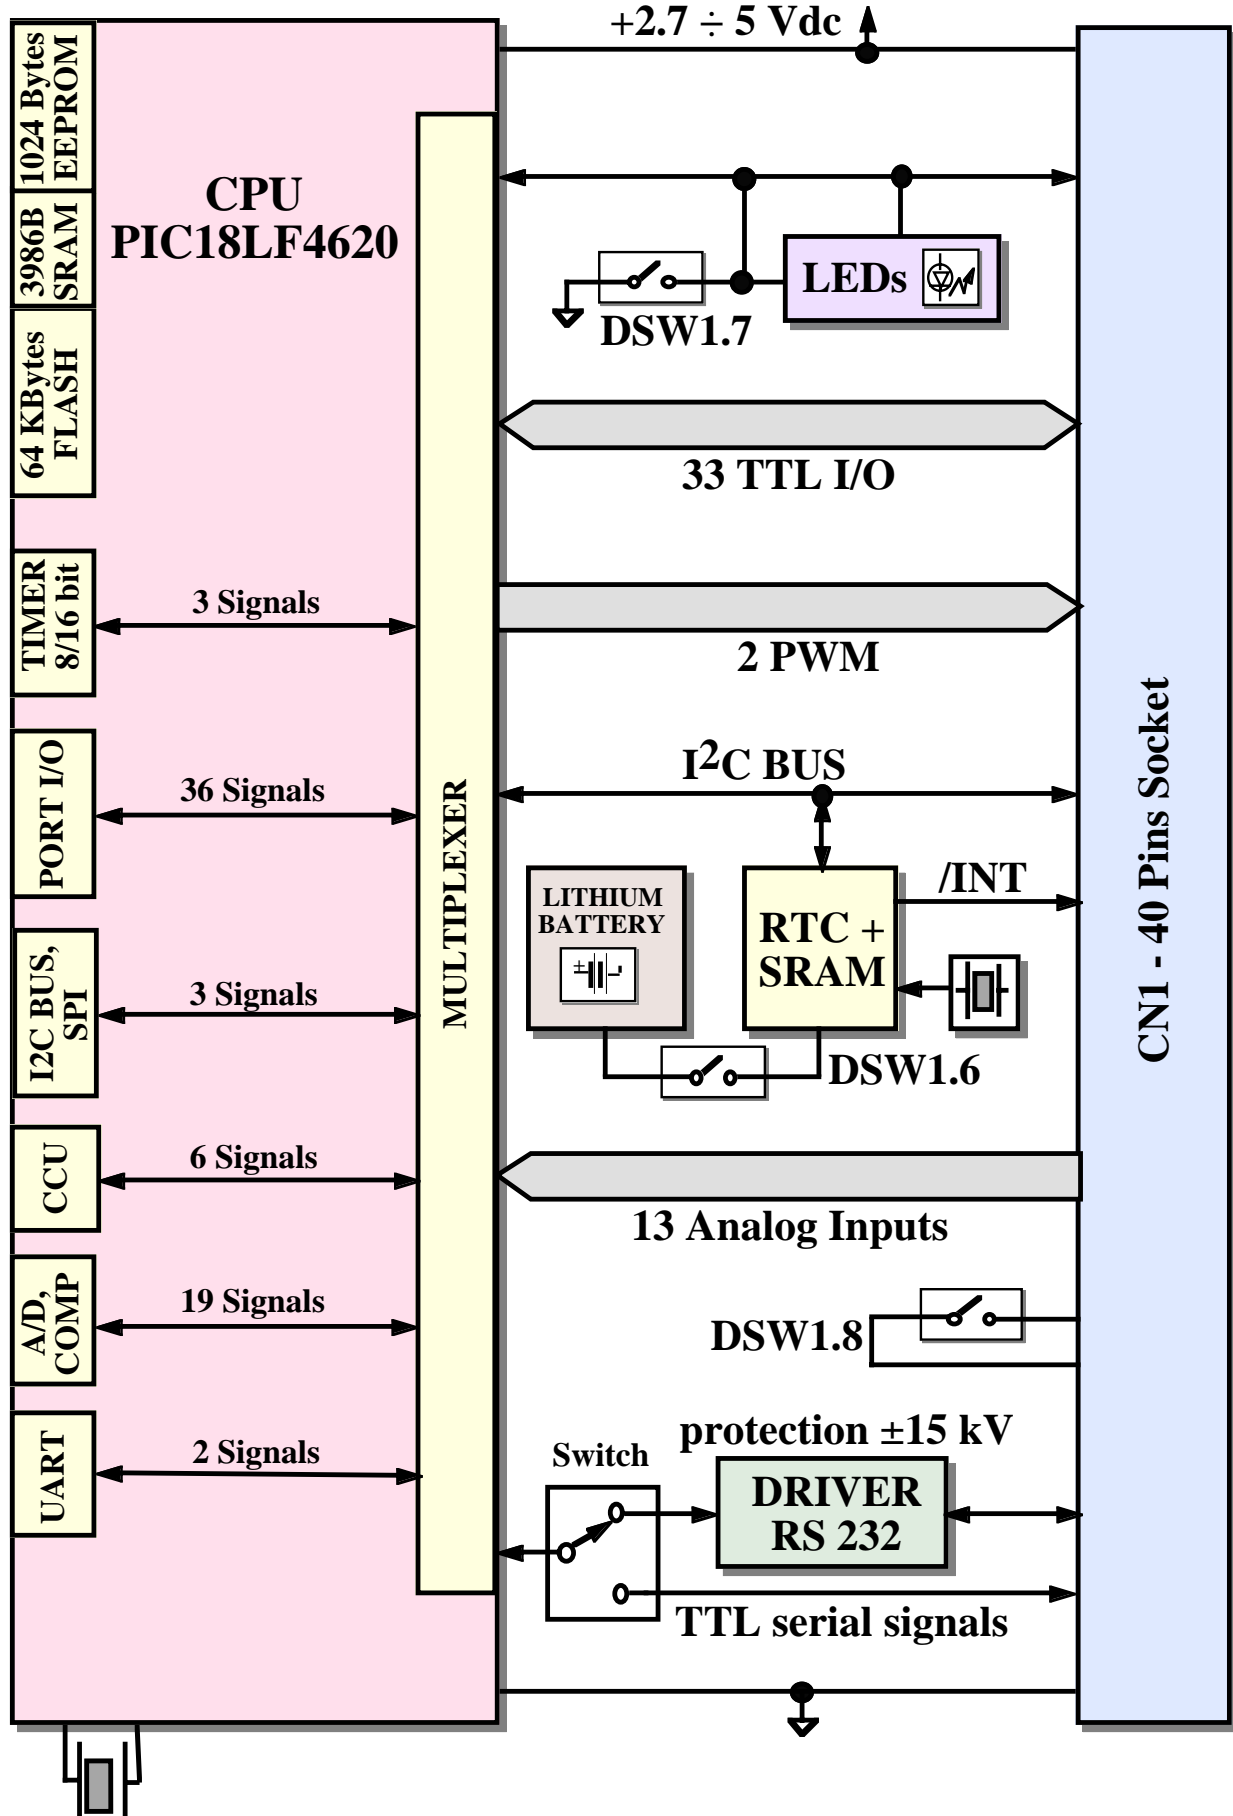 +2.7 ÷ 5 Vdc
1024 Bytes
EEPROM
3986B
SRAM
64 KBytes
FLASH
CPU
PIC18LF4620
LEDs
DSW1.7
33 TTL I/O
TIMER
8/16 bit
3 Signals
2 PWM
PORT I/O
36 Signals
MULTIPLEXER
I²C BUS
CN1 - 40 Pins Socket
LITHIUM
BATTERY
RTC +
SRAM
/INT
I2C BUS,
SPI
3 Signals
DSW1.6
CCU
6 Signals
13 Analog Inputs
A/D,
COMP
19 Signals
DSW1.8
UART
2 Signals
Switch
protection ±15 kV
DRIVER
RS 232
TTL serial signals